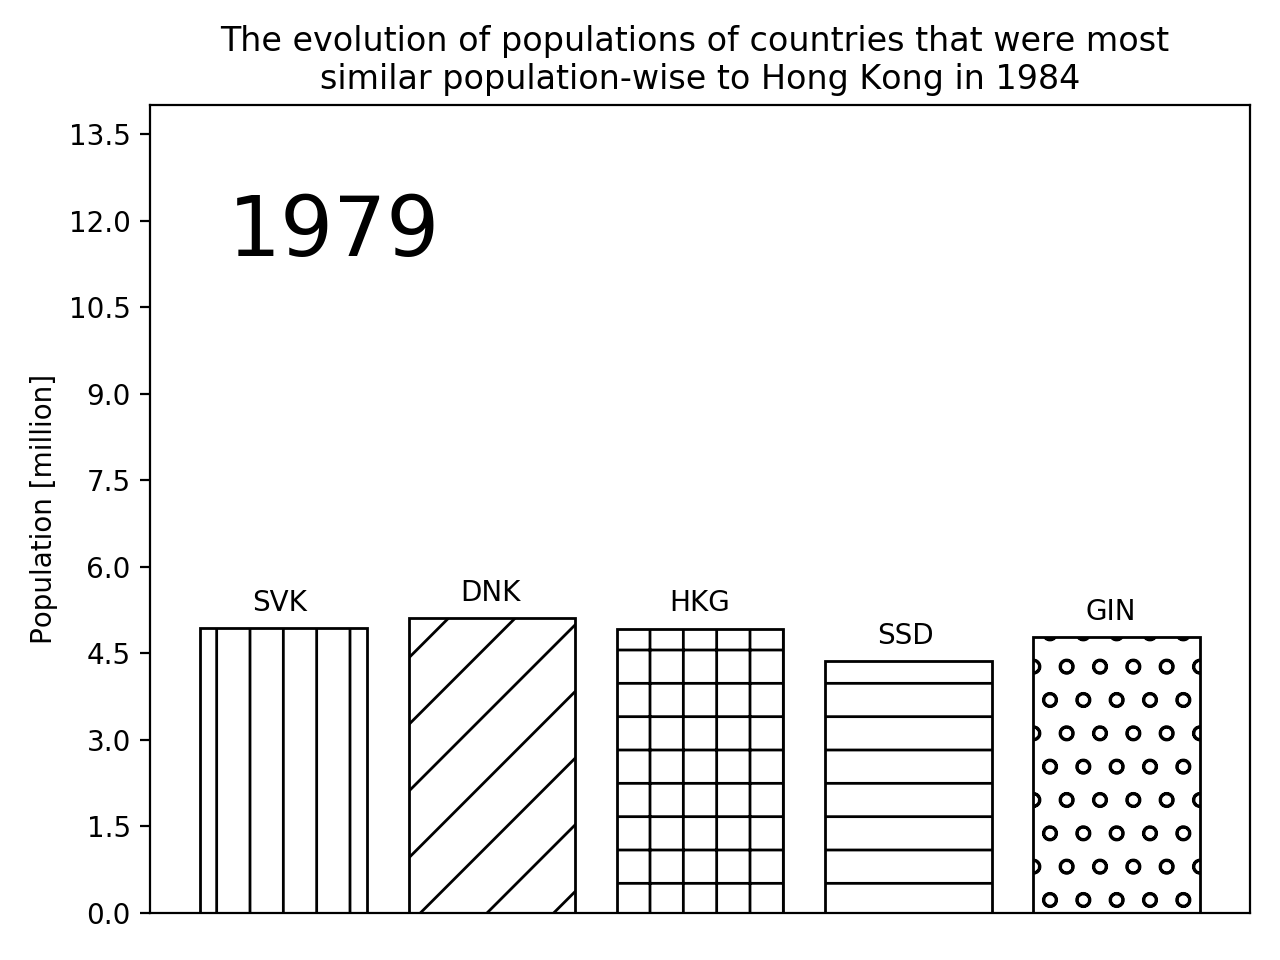 The evolution of populations of countries that were most
similar population-wise to Hong Kong in 1984
13.5
12.0
10.5
9.0
7.5
6.0
4.5
3.0
1.5
0.0
Population [million]
1979
SVK
DNK
HKG
SSD
GIN